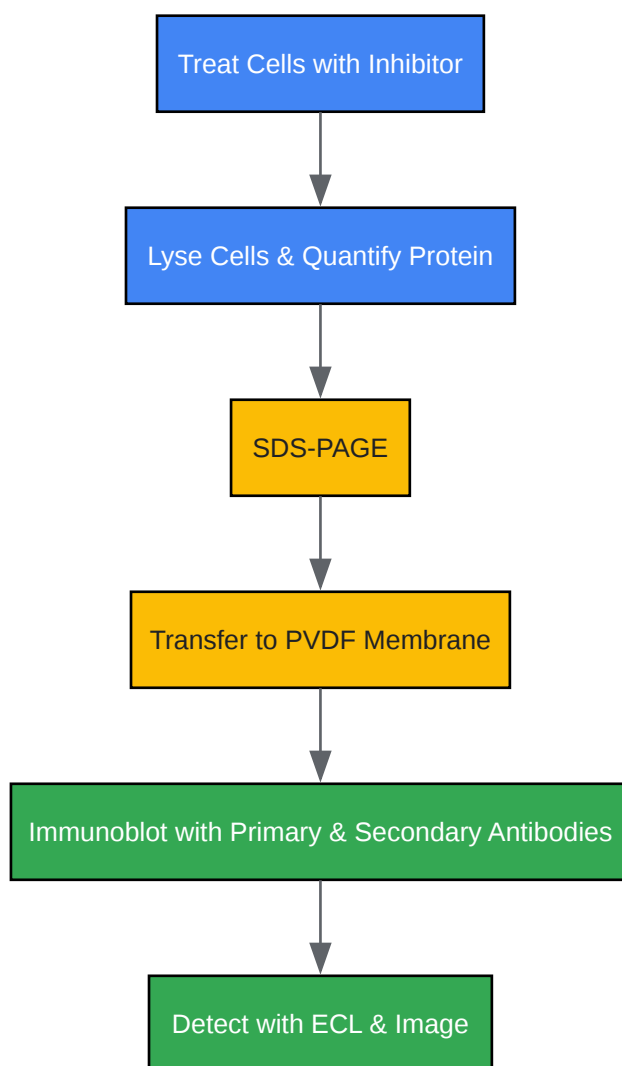 Treat Cells with Inhibitor
Lyse Cells & Quantify Protein
SDS-PAGE
Transfer to PVDF Membrane
Immunoblot with Primary & Secondary Antibodies
Detect with ECL & Image